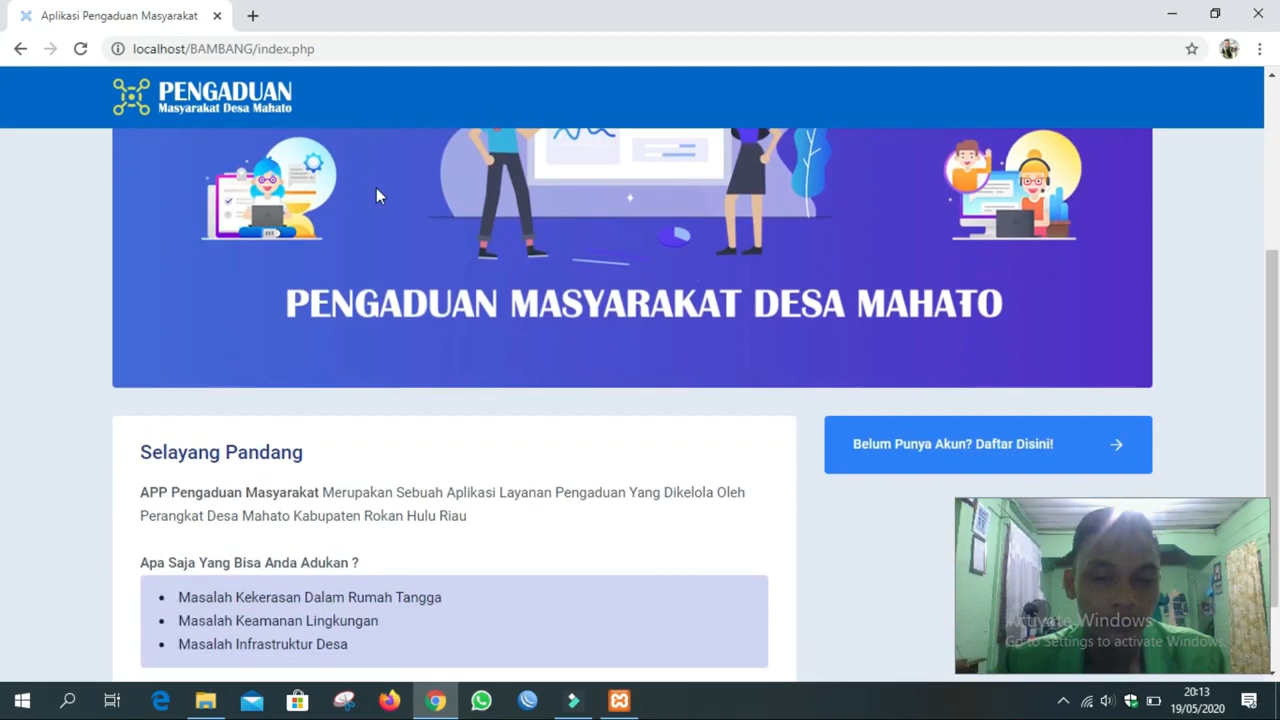 Aplikasi Pengaduan Masyarakat
localhost/BAMBANG/index.php
PENGADUAN
Masyarakat Desa Mahato
PENGADUAN MASYARAKAT DESA MAHATO
Selayang Pandang
APP Pengaduan Masyarakat Merupakan Sebuah Aplikasi Layanan Pengaduan Yang Dikelola Oleh
Perangkat Desa Mahato Kabupaten Rokan Hulu Riau
Apa Saja Yang Bisa Anda Adukan ?
Masalah Kekerasan Dalam Rumah Tangga
Masalah Keamanan Lingkungan
Masalah Infrastruktur Desa
Belum Punya Akun? Daftar Disini!
Activate Windows
Go to Settings to activate Windows.
20:13
19/05/2020